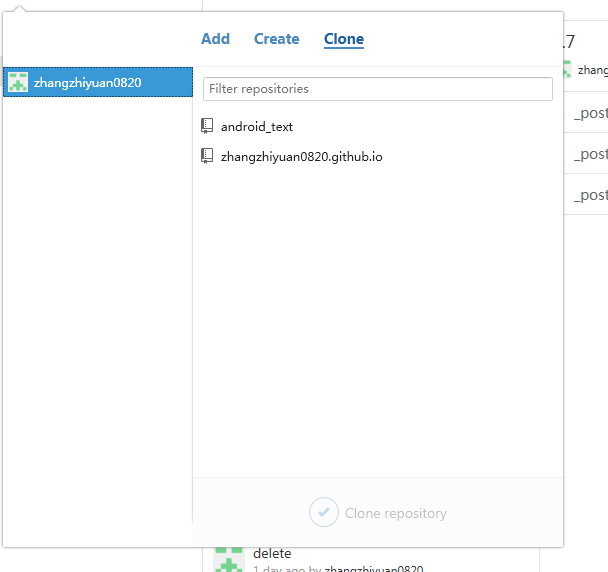 Add Create Clone
.7
zhangzhiyuan0820
zhang
Filter repositories
_post
android_text
_post
zhangzhiyuan0820.github.io
_post
Clone repository
delete
1 day ago by zhangzhiyuan0820